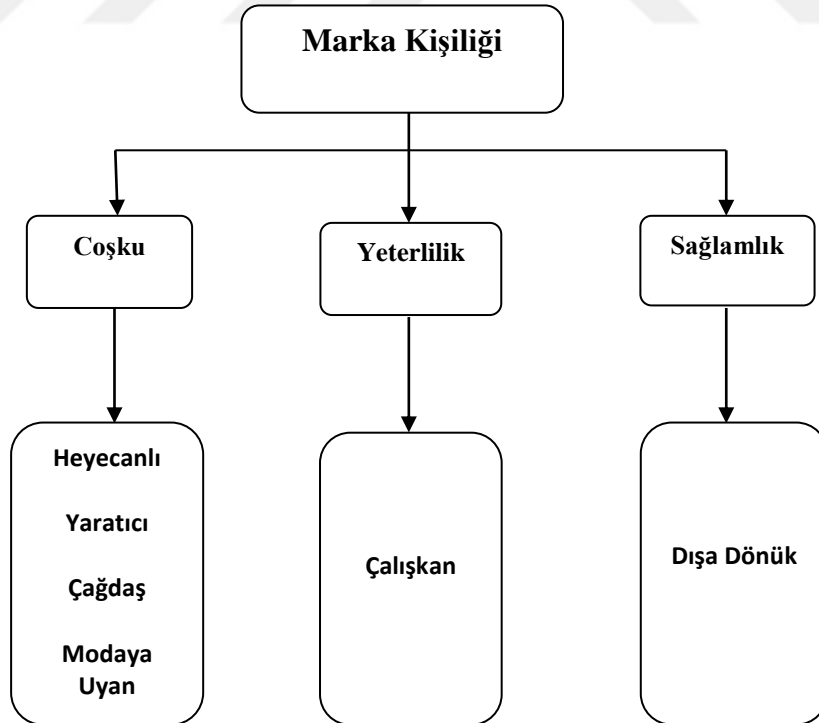 Marka Kişiliği
Coşku
Yeterlilik
Sağlamlık
Heyecanlı
Yaratıcı
Çağdaş
Modaya
Uyan
Çalışkan
Dışa Dönük